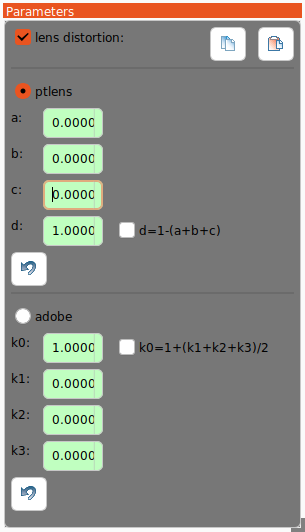 Parameters
lens distortion:
ptlens
a: 0.0000
b: 0.0000
c: 0.0000
d: 1.0000 d=1-(a+b+c)
adobe
k0: 1.0000 k0=1+(k1+k2+k3)/2
k1: 0.0000
k2: 0.0000
k3: 0.0000